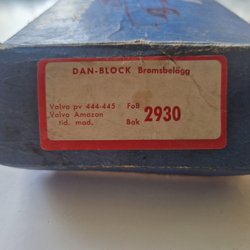 DAN-BLOCK Bromsbelägg
Volvo pv 444-445 FoB
Volvo Amazon 2930
tid. mod. Bak